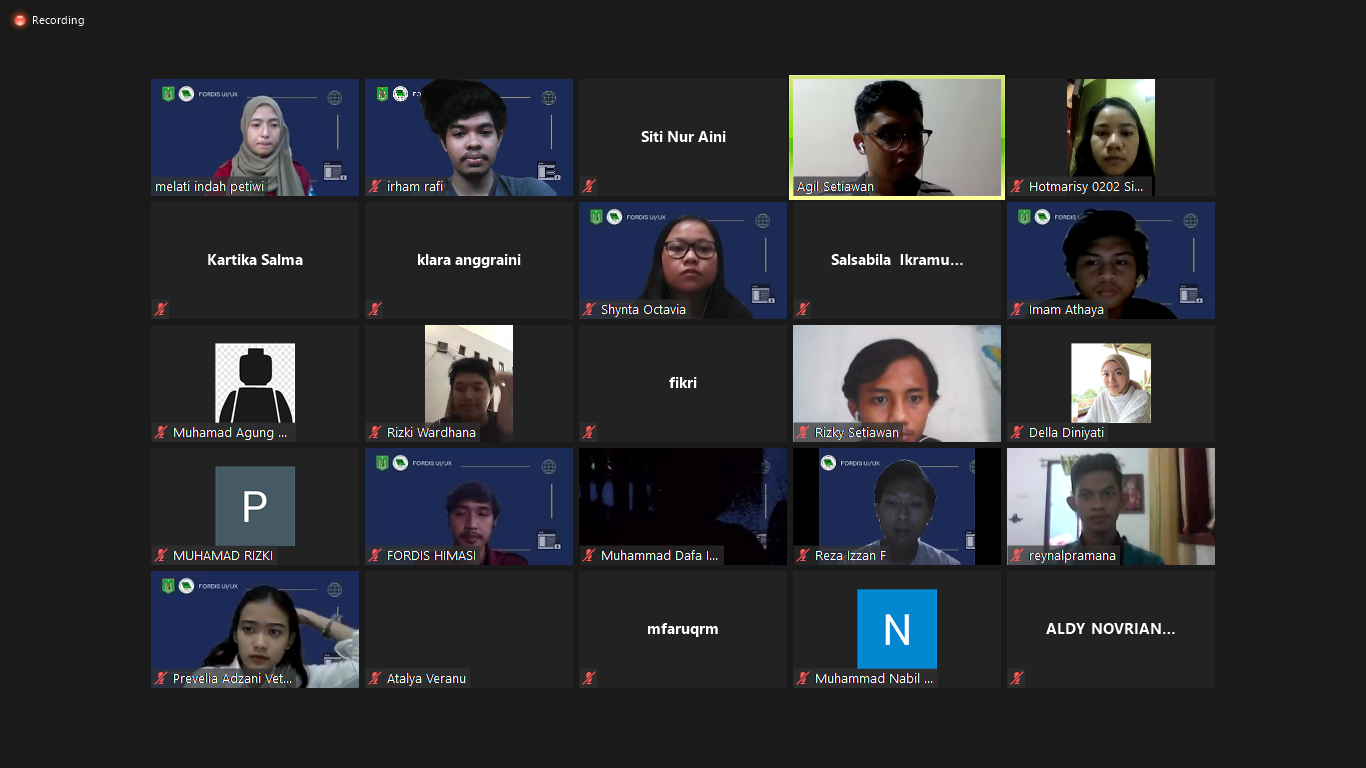 Recording
FORDIS UI/UX
melati indah petiwi
FORDIS UI/UX
irham rafi
Siti Nur Aini
Agil Setiawan
Hotmarisy 0202 Si...
Kartika Salma
klara anggraini
FORDIS UI/UX
Shynta Octavia
Salsabila Ikramu...
FORDIS UI/UX
Imam Athaya
Muhamad Agung ...
Rizki Wardhana
fikri
Rizky Setiawan
Della Diniyati
P
MUHAMAD RIZKI
FORDIS UI/UX
FORDIS HIMASI
Muhammad Dafa I...
FORDIS UI/UX
Reza Izzan F
reynalpramana
FORDIS UI/UX
Prevelia Adzani Vet...
Atalya Veranu
mfaruqrm
N
Muhammad Nabil ...
ALDY NOVRIAN...